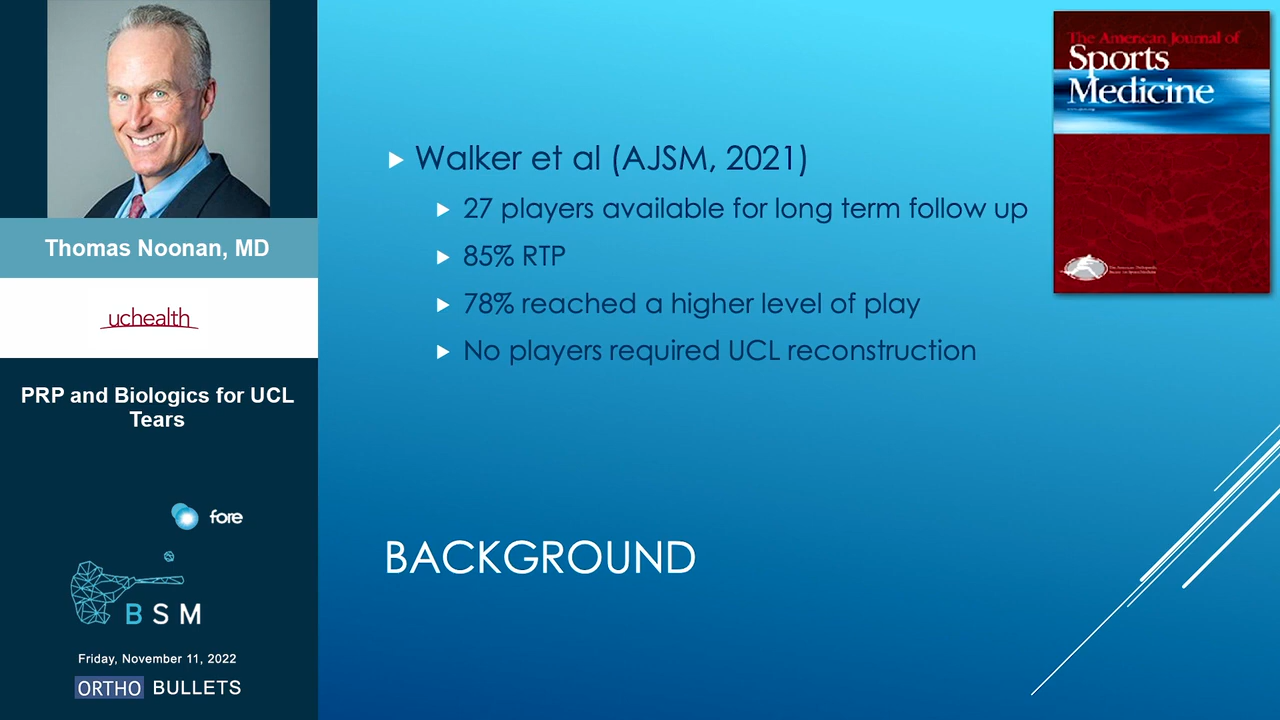 Thomas Noonan, MD
uchealth
PRP and Biologics for UCL
Tears
fore
B S M
Friday, November 11, 2022
ORTHO BULLETS
Walker et al (AJSM, 2021)
27 players available for long term follow up
85% RTP
78% reached a higher level of play
No players required UCL reconstruction
BACKGROUND
The American Journal of
Sports
Medicine